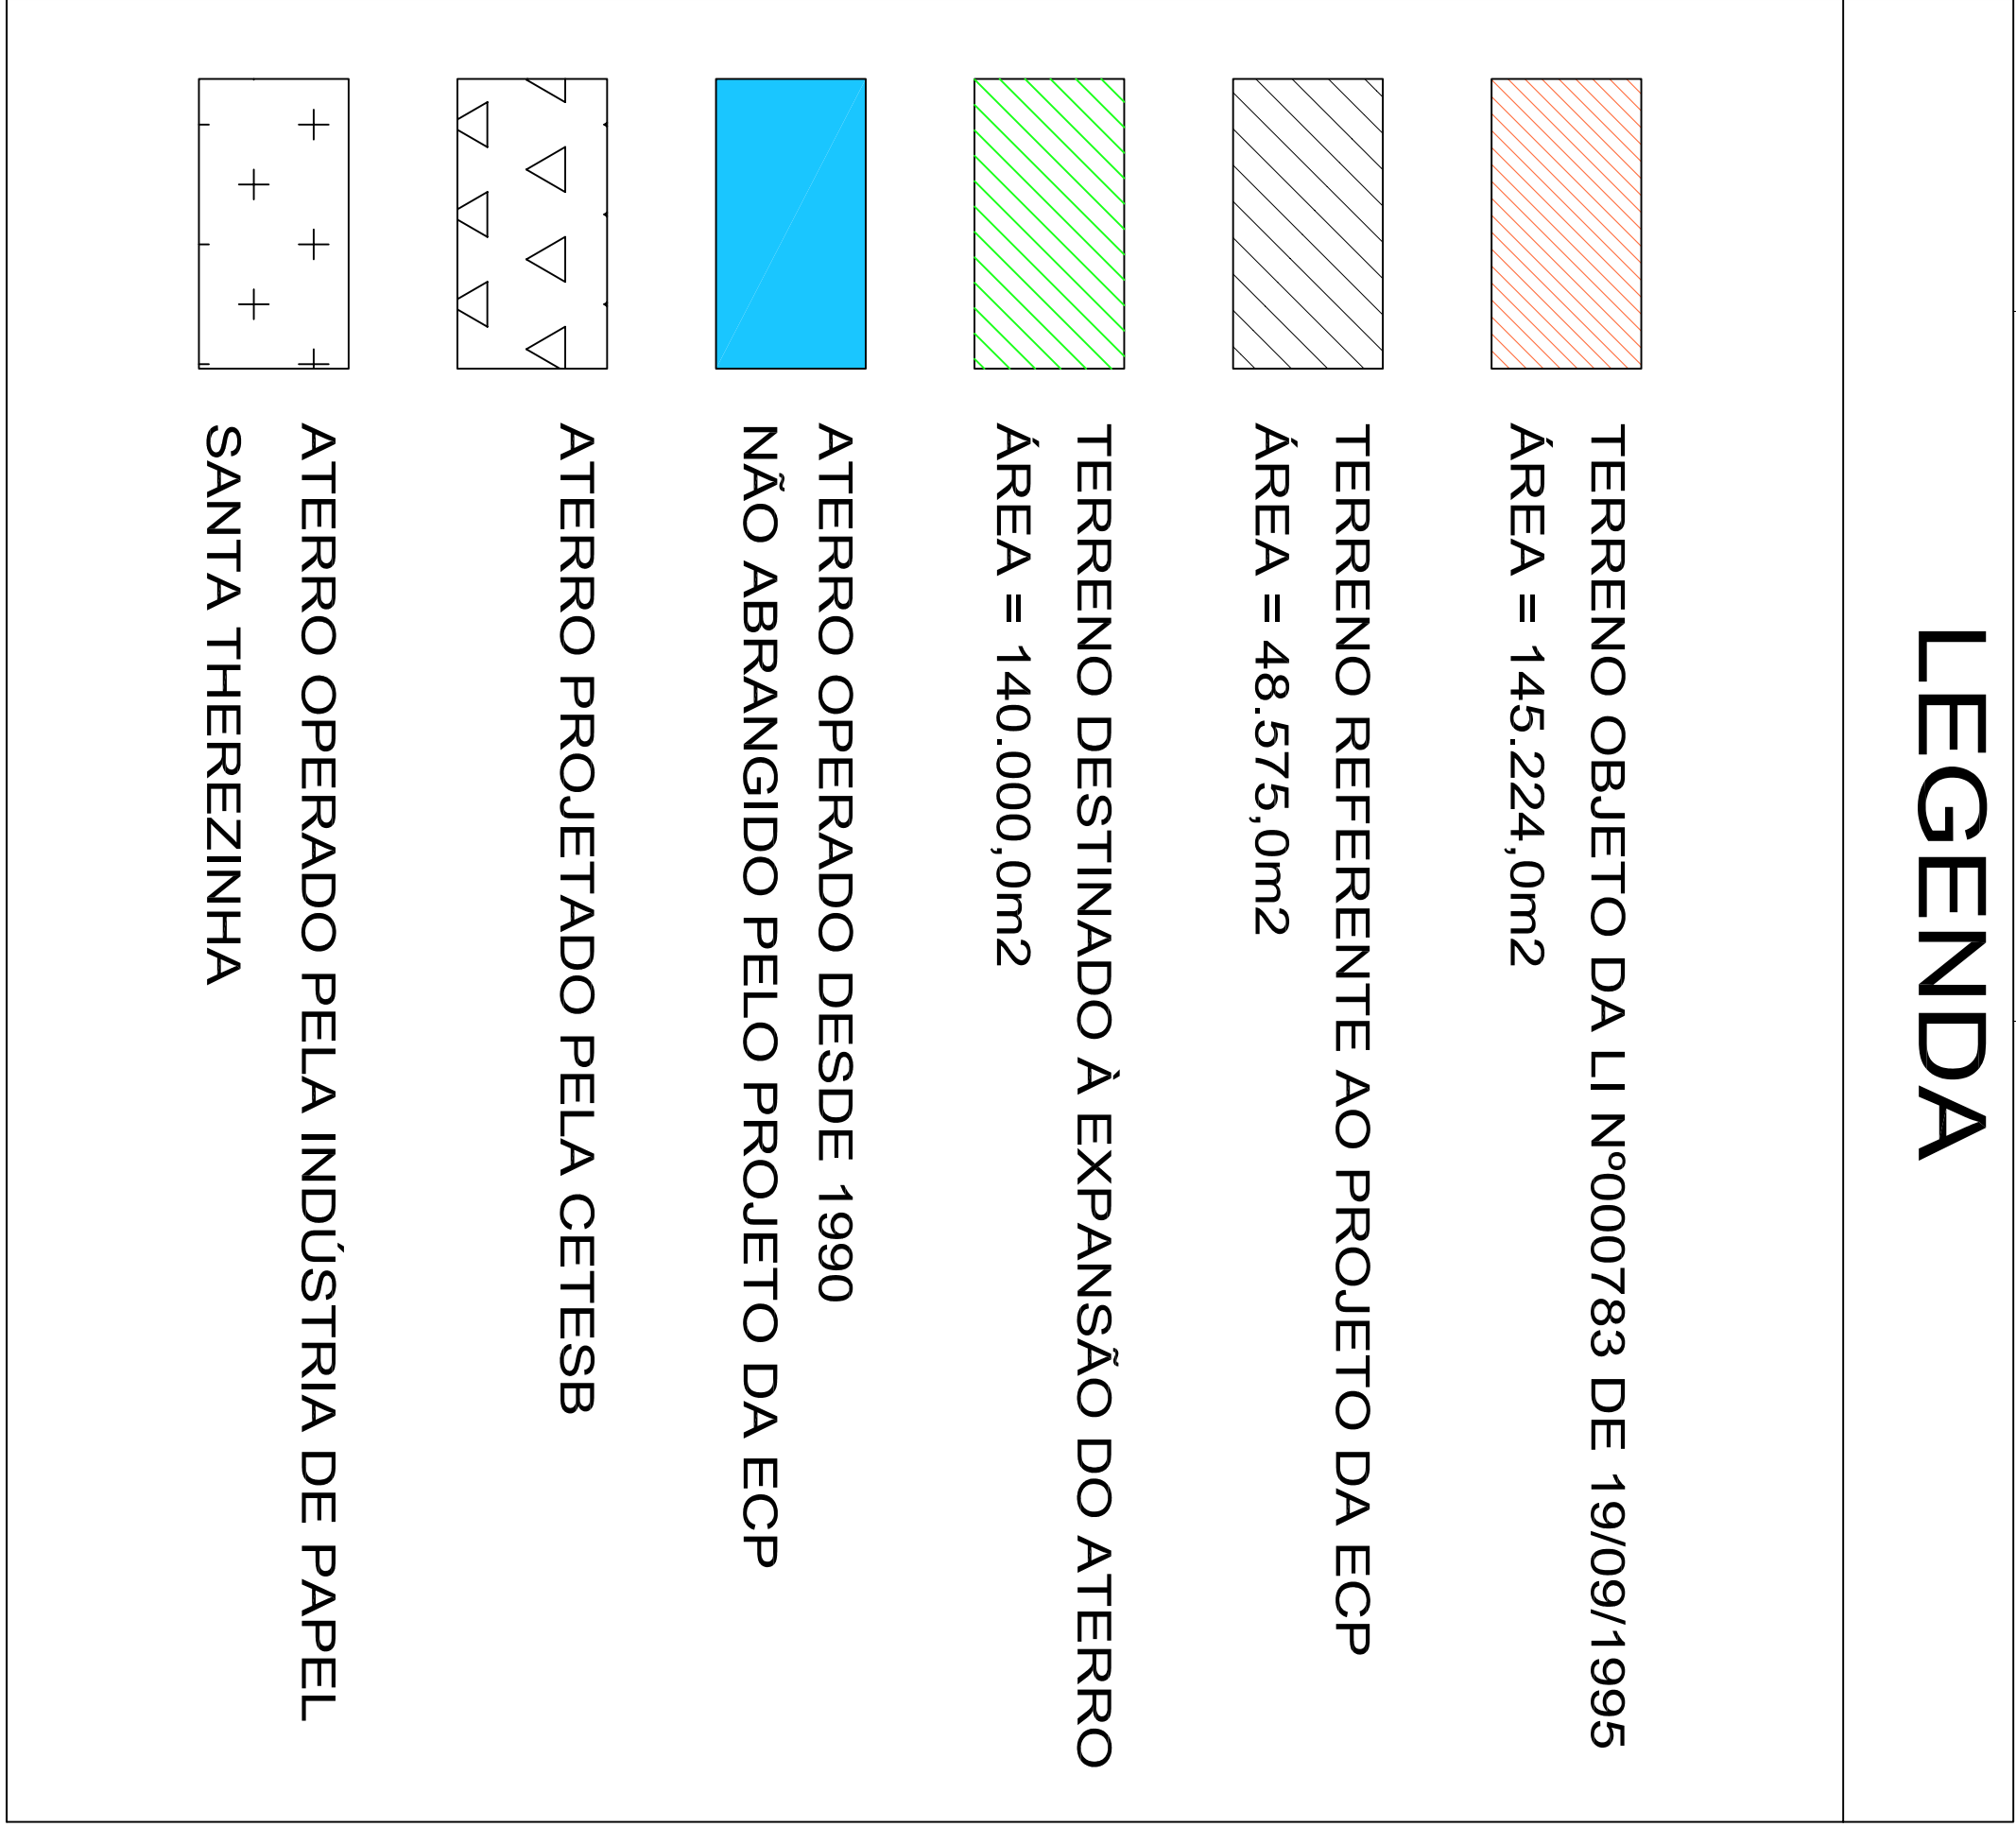 LEGENDA
TERRENO OBJETO DA LI Nº000783 DE 19/09/1995
ÁREA = 145.224,0m2
TERRENO REFERENTE AO PROJETO DA ECP
ÁREA = 48.575,0m2
TERRENO DESTINADO À EXPANSÃO DO ATERRO
ÁREA = 140.000,0m2
ATERRO OPERADO DESDE 1990
NÃO ABRANGIDO PELO PROJETO DA ECP
ATERRO PROJETADO PELA CETESB
ATERRO OPERADO PELA INDÚSTRIA DE PAPEL
SANTA THEREZINHA